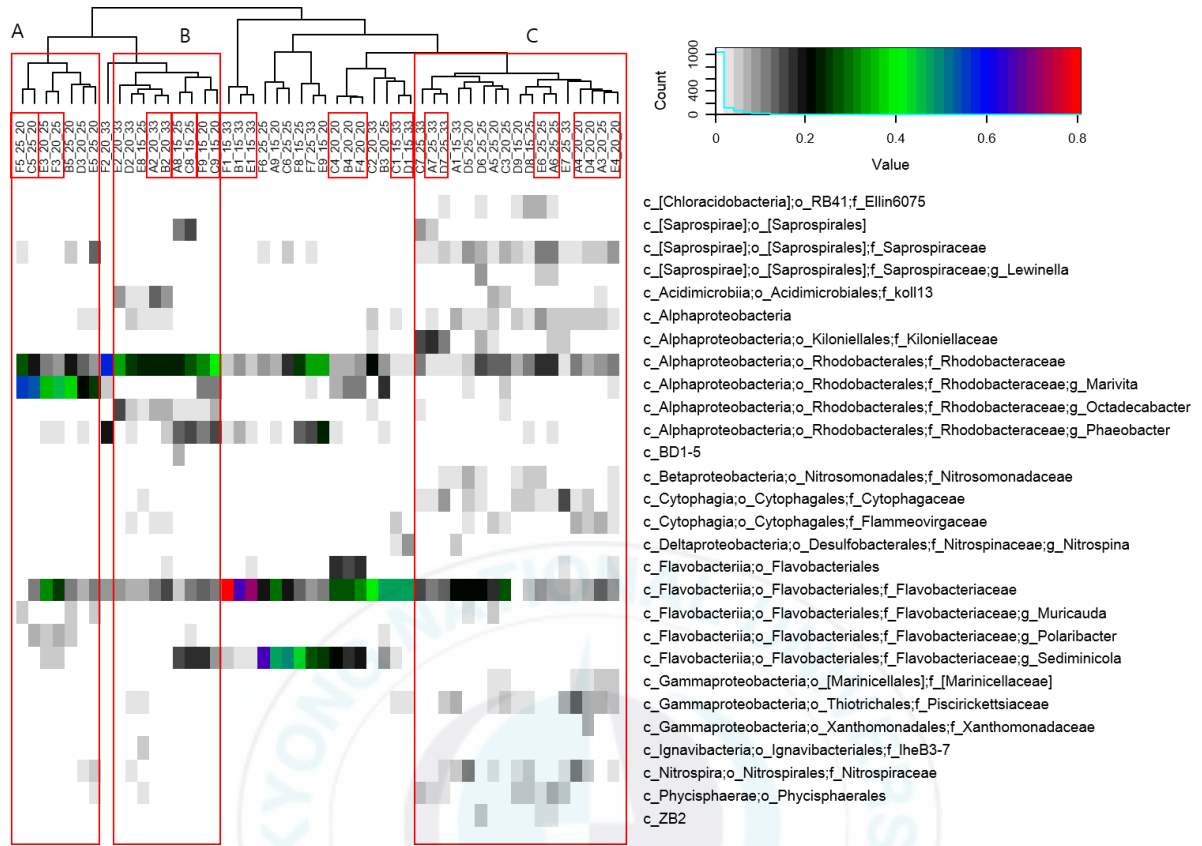 A
B
C
Count
0
400
1000
0
0.2
0.4
0.6
0.8
Value
F5_25_20
C5_25_20
E3_20_25
F3_20_25
B5_25_20
D3_20_25
E5_25_20
F2_20_33
E2_20_33
D2_20_33
E8_15_33
A2_20_33
B2_20_33
A8_15_25
C8_15_25
F9_15_20
C9_15_20
F1_15_33
B1_15_33
E1_15_33
F6_25_25
A9_15_20
C6_25_25
F8_15_25
F7_25_33
E9_15_20
C4_20_20
B4_20_20
F4_20_20
C2_20_33
B3_20_25
C1_15_33
D1_15_33
C7_25_33
A7_25_33
D7_25_33
A1_15_33
D5_25_20
D6_25_25
A5_25_20
C3_20_25
D9_15_20
D8_15_25
E6_25_25
A6_25_25
E7_25_33
A4_20_20
D4_20_20
A3_20_25
E4_20_20
c_[Chloracidobacteria];o_RB41;f_Ellin6075
c_[Saprospirae];o_[Saprospirales]
c_[Saprospirae];o_[Saprospirales];f_Saprospiraceae
c_[Saprospirae];o_[Saprospirales];f_Saprospiraceae;g_Lewinella
c_Acidimicrobiia;o_Acidimicrobiales;f_koll13
c_Alphaproteobacteria
c_Alphaproteobacteria;o_Kiloniellales;f_Kiloniellaceae
c_Alphaproteobacteria;o_Rhodobacterales;f_Rhodobacteraceae
c_Alphaproteobacteria;o_Rhodobacterales;f_Rhodobacteraceae;g_Marivita
c_Alphaproteobacteria;o_Rhodobacterales;f_Rhodobacteraceae;g_Octadecabacter
c_Alphaproteobacteria;o_Rhodobacterales;f_Rhodobacteraceae;g_Phaeobacter
c_BD1-5
c_Betaproteobacteria;o_Nitrosomonadales;f_Nitrosomonadaceae
c_Cytophagia;o_Cytophagales;f_Cytophagaceae
c_Cytophagia;o_Cytophagales;f_Flammeovirgaceae
c_Deltaproteobacteria;o_Desulfobacterales;f_Nitrospinaceae;g_Nitrospina
c_Flavobacteriia;o_Flavobacteriales
c_Flavobacteriia;o_Flavobacteriales;f_Flavobacteriaceae
c_Flavobacteriia;o_Flavobacteriales;f_Flavobacteriaceae;g_Muricauda
c_Flavobacteriia;o_Flavobacteriales;f_Flavobacteriaceae;g_Polaribacter
c_Flavobacteriia;o_Flavobacteriales;f_Flavobacteriaceae;g_Sediminicola
c_Gammaproteobacteria;o_[Marinicellales];f_[Marinicellaceae]
c_Gammaproteobacteria;o_Thiotrichales;f_Piscirickettsiaceae
c_Gammaproteobacteria;o_Xanthomonadales;f_Xanthomonadaceae
c_Ignavibacteria;o_Ignavibacteriales;f_IheB3-7
c_Nitrospira;o_Nitrospirales;f_Nitrospiraceae
c_Phycisphaerae;o_Phycisphaerales
c_ZB2
KYONG NATIONAL UNIVERS